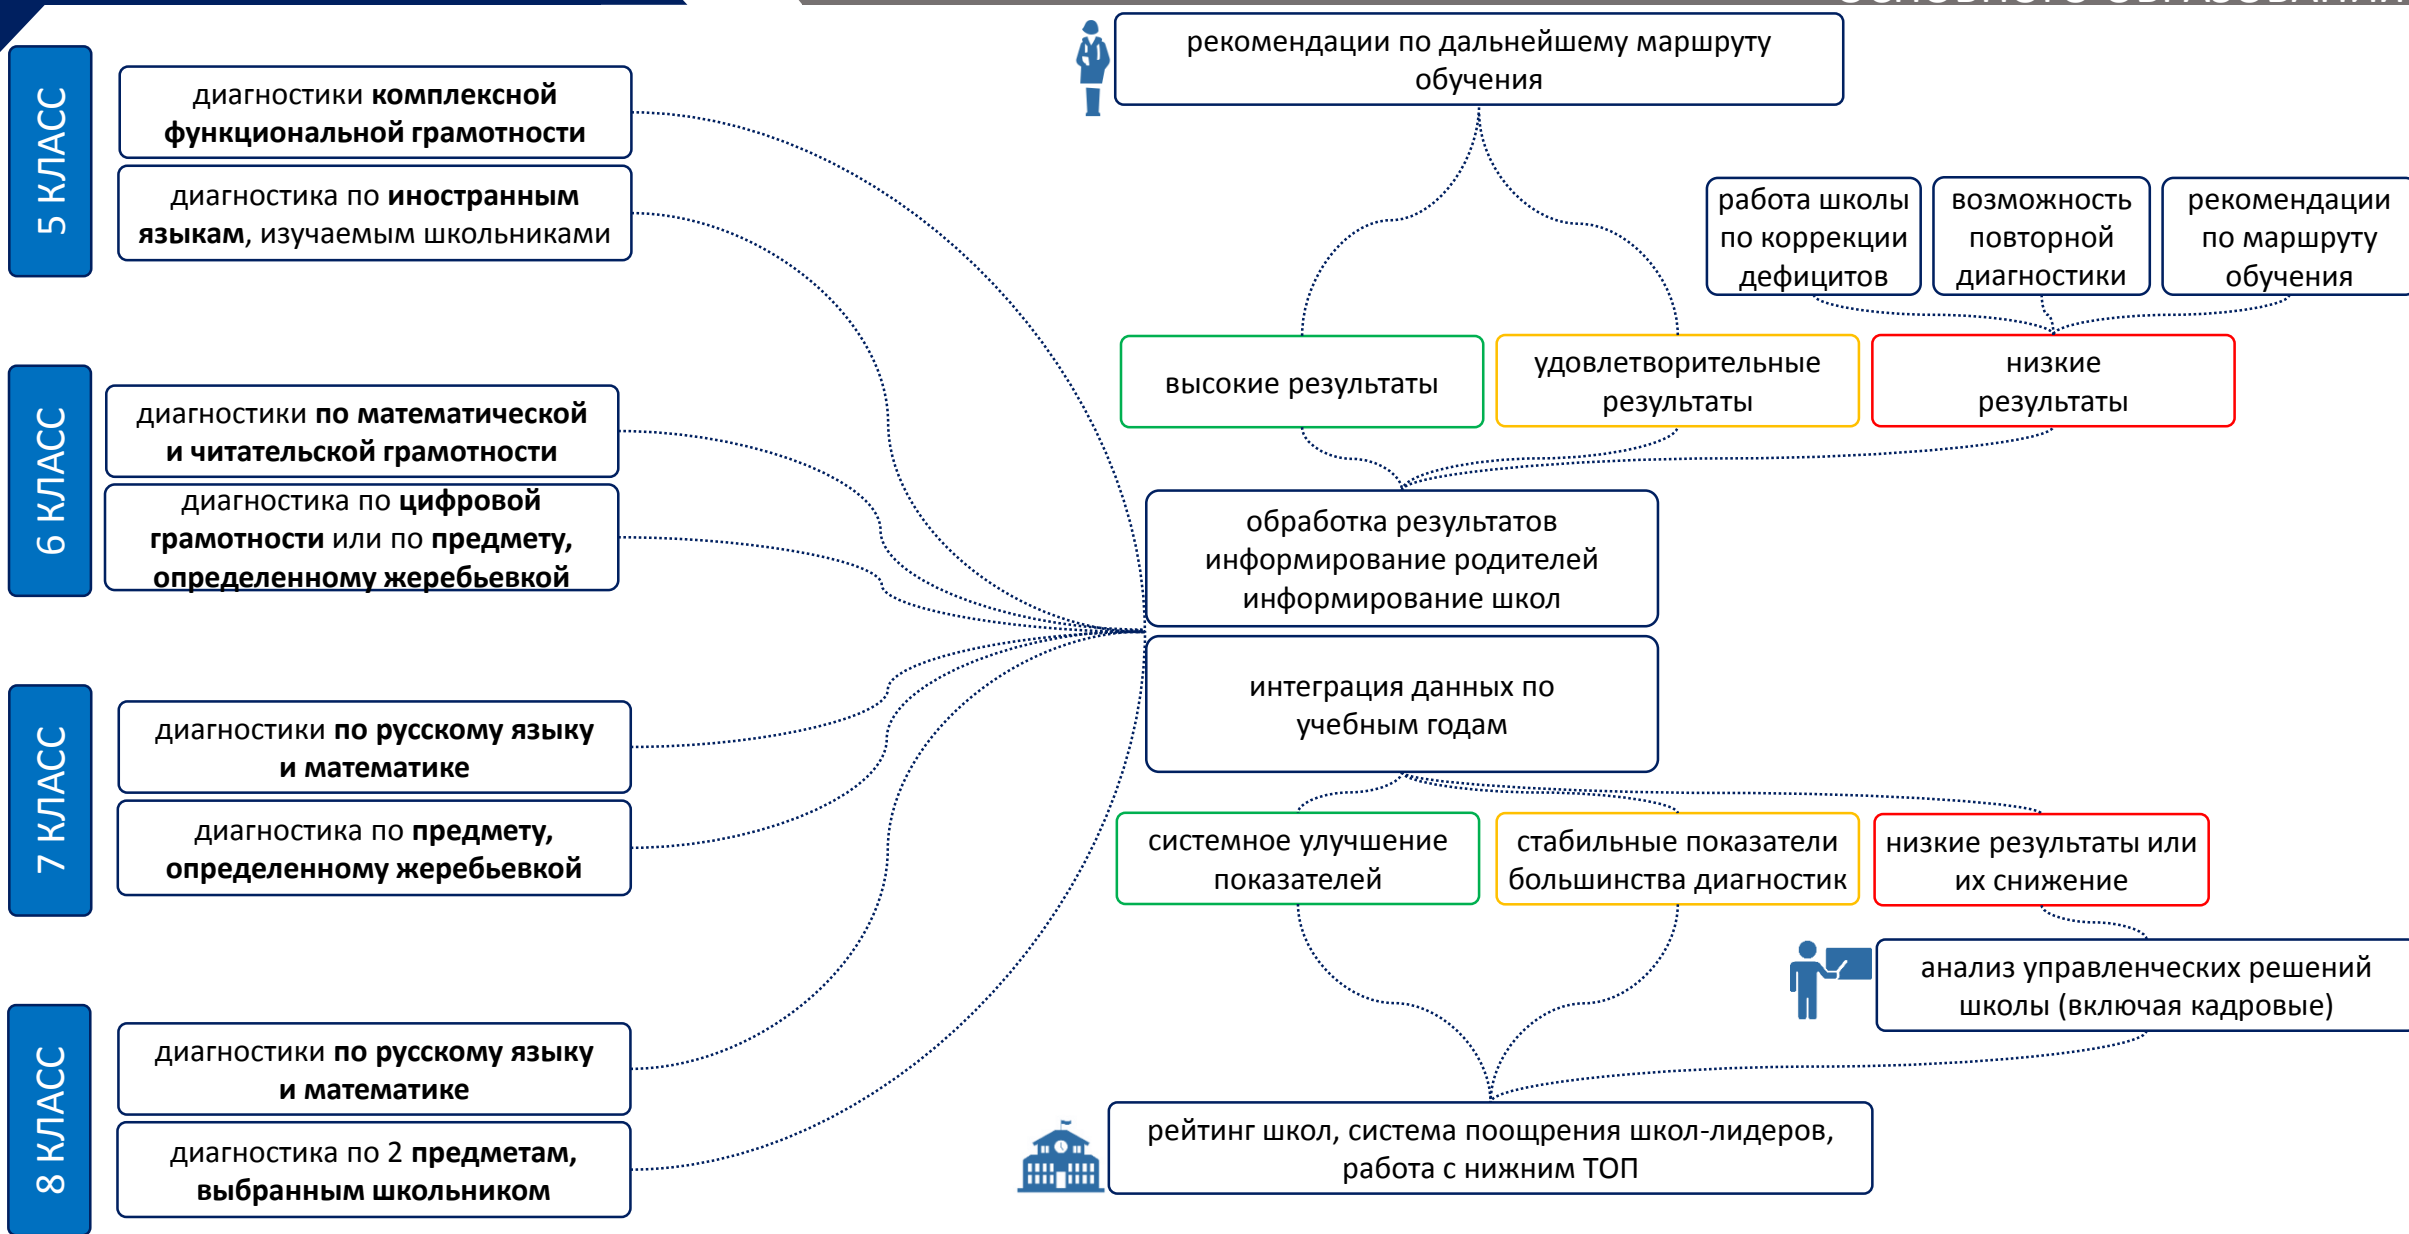 ОСНОВНОГО ОБРАЗОВАНИЯ
5 КЛАСС
диагностики комплексной
функциональной грамотности
диагностика по иностранным
языкам, изучаемым школьниками
6 КЛАСС
диагностики по математической
и читательской грамотности
диагностика по цифровой
грамотности или по предмету,
определенному жеребьевкой
7 КЛАСС
диагностики по русскому языку
и математике
диагностика по предмету,
определенному жеребьевкой
8 КЛАСС
диагностики по русскому языку
и математике
диагностика по 2 предметам,
выбранным школьником
рекомендации по дальнейшему маршруту
обучения
работа школы
по коррекции
дефицитов
возможность
повторной
диагностики
рекомендации
по маршруту
обучения
высокие результаты
удовлетворительные
результаты
низкие
результаты
обработка результатов
информирование родителей
информирование школ
интеграция данных по
учебным годам
системное улучшение
показателей
стабильные показатели
большинства диагностик
низкие результаты или
их снижение
анализ управленческих решений
школы (включая кадровые)
рейтинг школ, система поощрения школ-лидеров,
работа с нижним ТОП